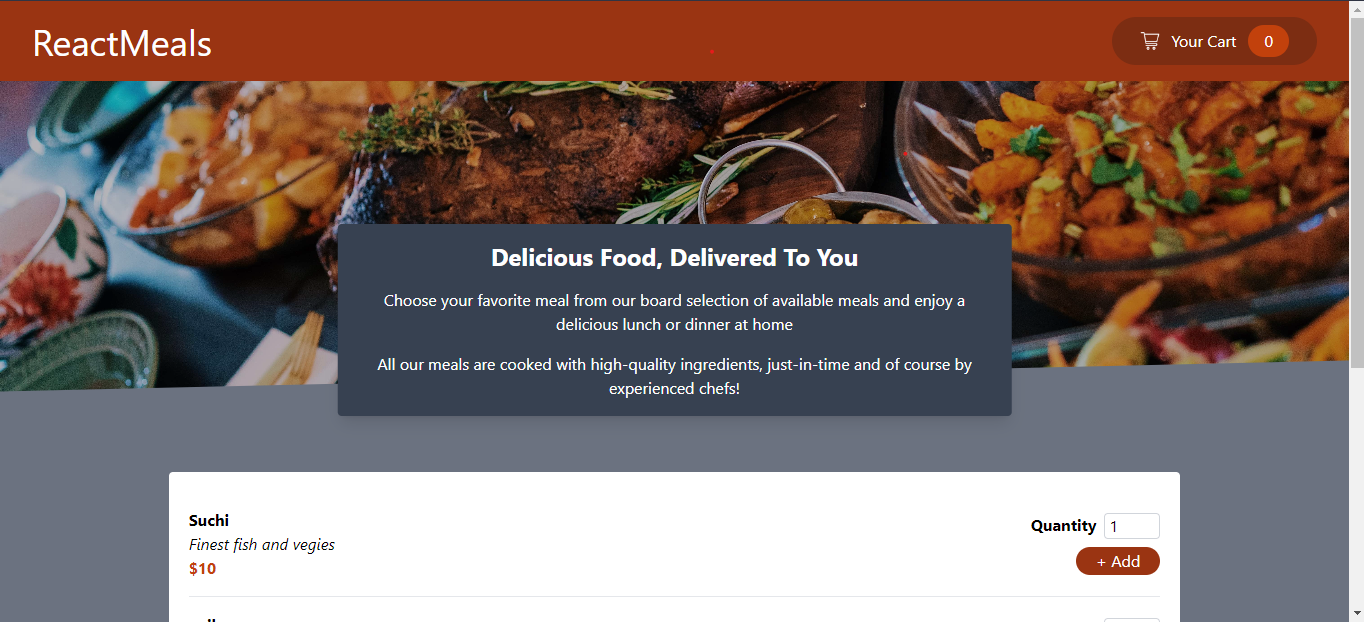 ReactMeals
Your Cart 0
Delicious Food, Delivered To You
Choose your favorite meal from our board selection of available meals and enjoy a
delicious lunch or dinner at home
All our meals are cooked with high-quality ingredients, just-in-time and of course by
experienced chefs!
Suchi
Quantity 1
Finest fish and vegies
$10
+ Add